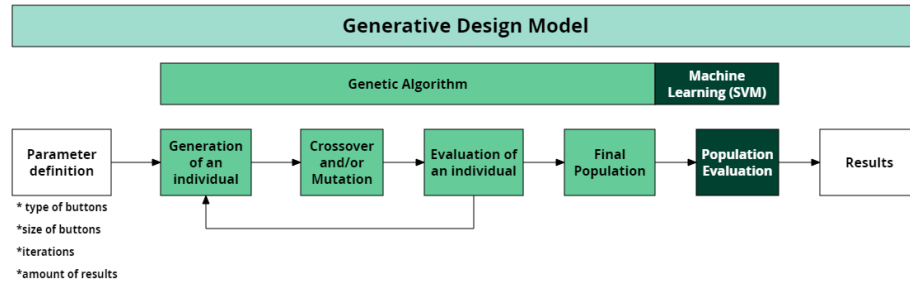 Generative Design Model
Genetic Algorithm
Machine
Learning (SVM)
Parameter
definition
Generation
of an
individual
Crossover
and/or
Mutation
Evaluation of
an individual
Final
Population
Population
Evaluation
Results
* type of buttons
*size of buttons
*iterations
*amount of results